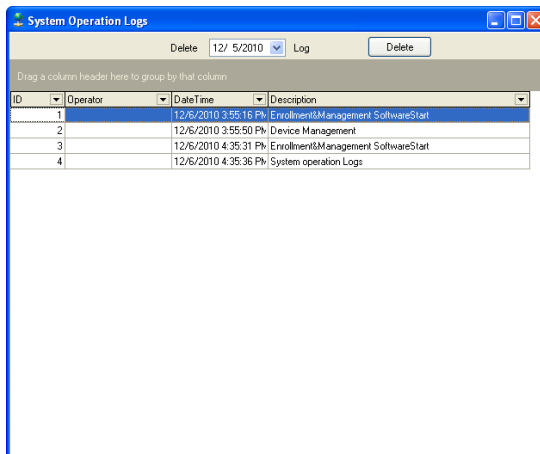 System Operation Logs
Delete 12/ 5/2010 Log Delete
Drag a column header here to group by that column
ID Operator DateTime Description
1 12/6/2010 3:55:16 PM Enrollment&Management SoftwareStart
2 12/6/2010 3:55:50 PM Device Management
3 12/6/2010 4:35:31 PM Enrollment&Management SoftwareStart
4 12/6/2010 4:35:36 PM System operation Logs